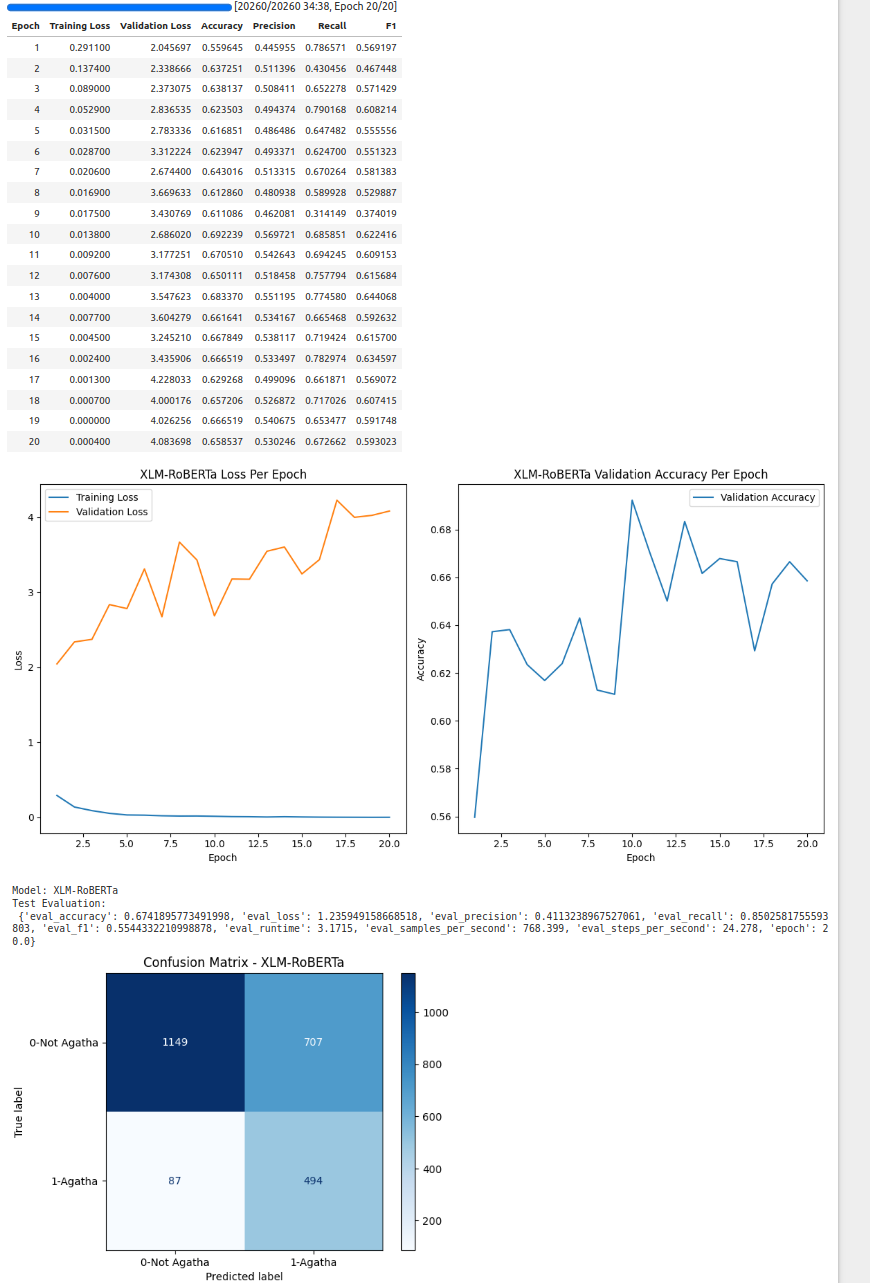 [20260/20260 34:38, Epoch 20/20]
Epoch Training Loss Validation Loss Accuracy Precision Recall F1
1 0.291100 2.045697 0.559645 0.445955 0.786571 0.569197
2 0.137400 2.338666 0.637251 0.511396 0.430456 0.467448
3 0.089000 2.373075 0.638137 0.508411 0.652278 0.571429
4 0.052900 2.836535 0.623503 0.494374 0.790168 0.608214
5 0.031500 2.783336 0.616851 0.486486 0.647482 0.555556
6 0.028700 3.312224 0.623947 0.493371 0.624700 0.551323
7 0.020600 2.674400 0.643016 0.513315 0.670264 0.581383
8 0.016900 3.669633 0.612860 0.480938 0.589928 0.529887
9 0.017500 3.430769 0.611086 0.462081 0.314149 0.374019
10 0.013800 2.686020 0.692239 0.569721 0.685851 0.622416
11 0.009200 3.177251 0.670510 0.542643 0.694245 0.609153
12 0.007600 3.174308 0.650111 0.518458 0.757794 0.615684
13 0.004000 3.547623 0.683370 0.551195 0.774580 0.644068
14 0.007700 3.604279 0.661641 0.534167 0.665468 0.592632
15 0.004500 3.245210 0.667849 0.538117 0.719424 0.615700
16 0.002400 3.435906 0.666519 0.533497 0.782974 0.634597
17 0.001300 4.228033 0.629268 0.499096 0.661871 0.569072
18 0.000700 4.000176 0.657206 0.526872 0.717026 0.607415
19 0.000000 4.026256 0.666519 0.540675 0.653477 0.591748
20 0.000400 4.083698 0.658537 0.530246 0.672662 0.593023
XLM-RoBERTa Loss Per Epoch
Training Loss
Validation Loss
4
3
2
1
0
Loss
2.5 5.0 7.5 10.0 12.5 15.0 17.5 20.0
Epoch
XLM-RoBERTa Validation Accuracy Per Epoch
Validation Accuracy
0.68
0.66
0.64
0.62
0.60
0.58
0.56
Accuracy
2.5 5.0 7.5 10.0 12.5 15.0 17.5 20.0
Epoch
Model: XLM-RoBERTa
Test Evaluation:
{'eval_accuracy': 0.6741895773491998, 'eval_loss': 1.235949158668518, 'eval_precision': 0.4113238967527061, 'eval_recall': 0.8502581755593
803, 'eval_f1': 0.5544332210998878, 'eval_runtime': 3.1715, 'eval_samples_per_second': 768.399, 'eval_steps_per_second': 24.278, 'epoch': 2
0.0}
Confusion Matrix - XLM-RoBERTa
0-Not Agatha 1149 707
1-Agatha 87 494
True label
0-Not Agatha 1-Agatha
Predicted label
1000
800
600
400
200